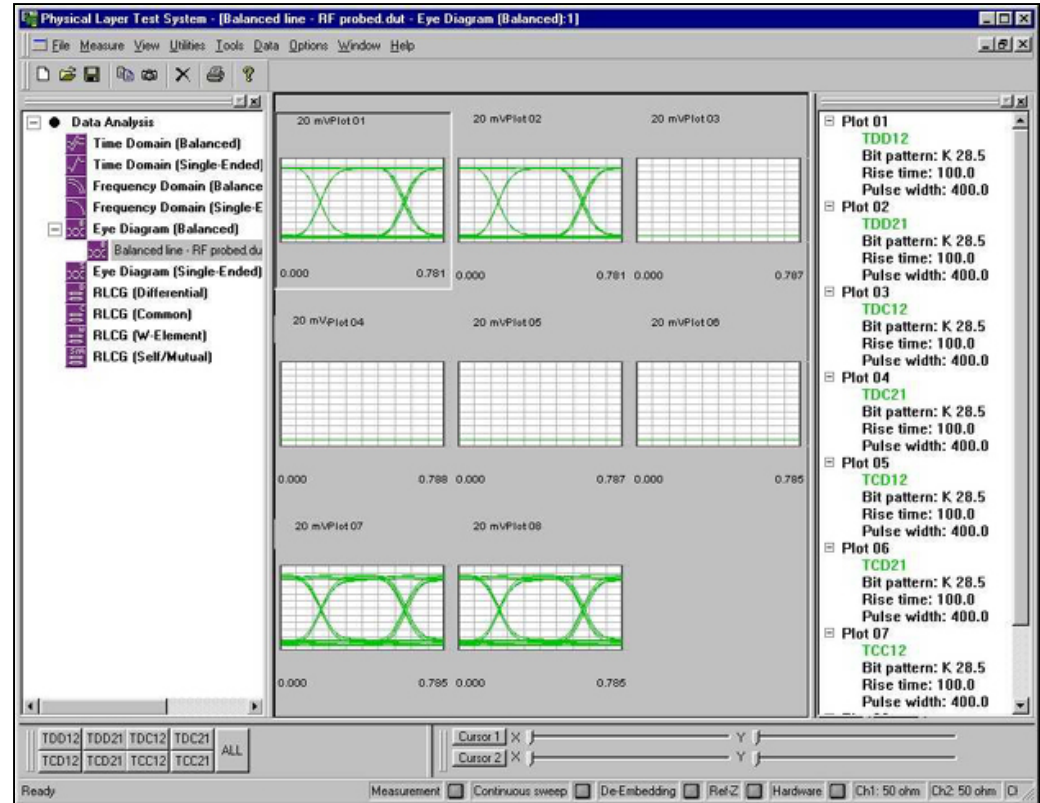 Physical Layer Test System - [Balanced line - RF probed.dut - Eye Diagram (Balanced):1]
File Measure View Utilities Tools Data Options Window Help
Data Analysis
Time Domain (Balanced)
Time Domain (Single-Ended)
Frequency Domain (Balance
Frequency Domain (Single-E
Eye Diagram (Balanced)
Balanced line - RF probed.du
Eye Diagram (Single-Ended)
RLCG (Differential)
RLCG (Common)
RLCG (W-Element)
RLCG (Self/Mutual)
20 mVPlot 01
20 mVPlot 02
20 mVPlot 03
0.000 0.781
0.000 0.781
0.000 0.787
20 mVPlot 04
20 mVPlot 05
20 mVPlot 06
0.000 0.788
0.000 0.787
0.000 0.785
20 mVPlot 07
20 mVPlot 08
0.000 0.785
0.000 0.785
Plot 01
TDD12
Bit pattern: K 28.5
Rise time: 100.0
Pulse width: 400.0
Plot 02
TDD21
Bit pattern: K 28.5
Rise time: 100.0
Pulse width: 400.0
Plot 03
TDC12
Bit pattern: K 28.5
Rise time: 100.0
Pulse width: 400.0
Plot 04
TDC21
Bit pattern: K 28.5
Rise time: 100.0
Pulse width: 400.0
Plot 05
TCD12
Bit pattern: K 28.5
Rise time: 100.0
Pulse width: 400.0
Plot 06
TCD21
Bit pattern: K 28.5
Rise time: 100.0
Pulse width: 400.0
Plot 07
TCC12
Bit pattern: K 28.5
Rise time: 100.0
Pulse width: 400.0
TDD12 TDD21 TDC12 TDC21
TCD12 TCD21 TCC12 TCC21
ALL
Cursor 1 X Y
Cursor 2 X Y
Ready Measurement Continuous sweep De-Embedding Ref-Z Hardware Ch1: 50 ohm Ch2: 50 ohm